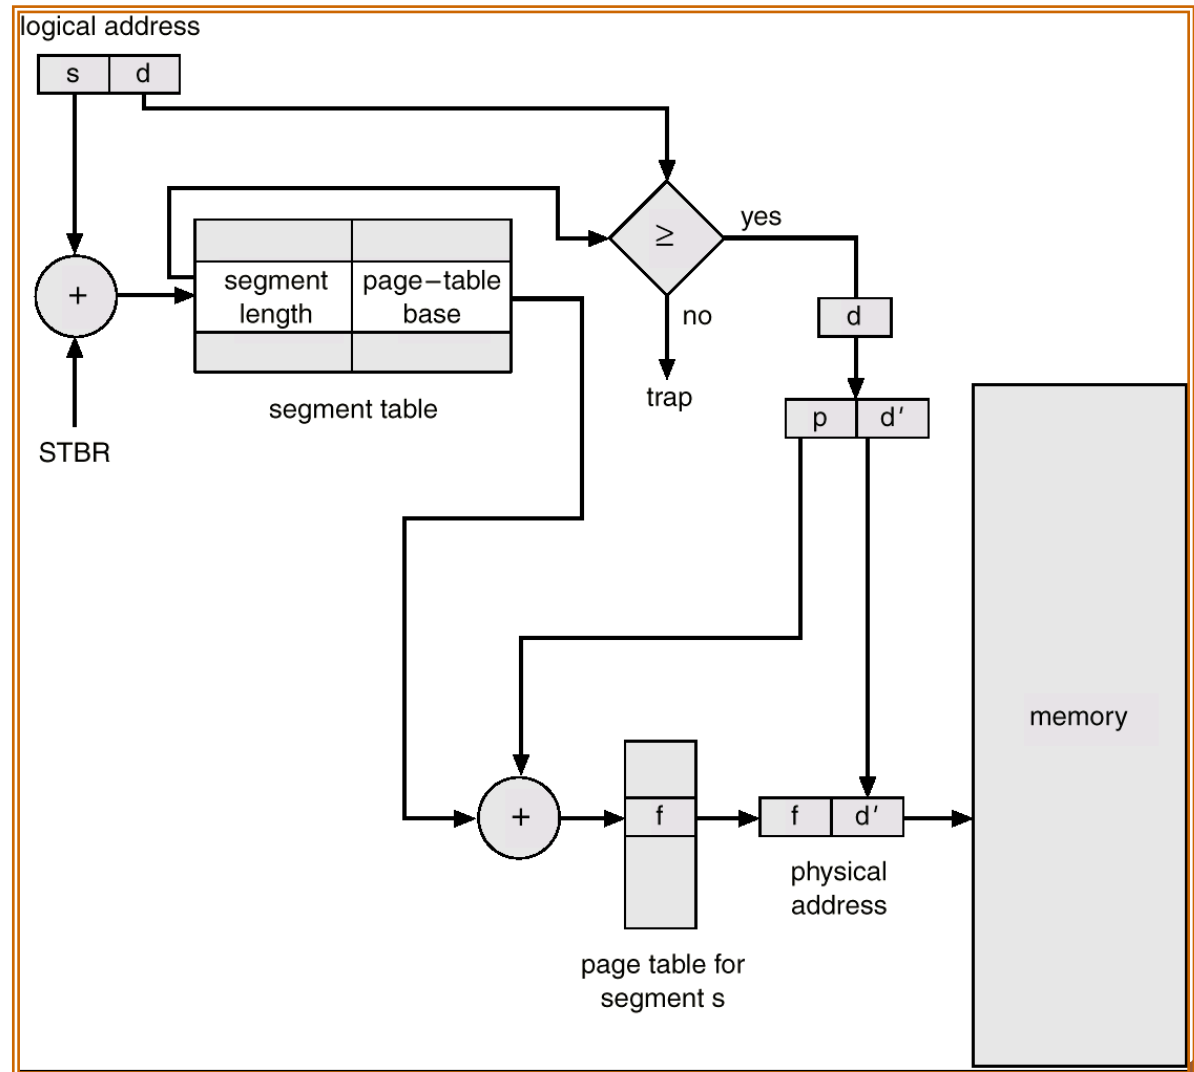 logical address
s d
yes
≥
+
segment length
page–table base
no
d
trap
segment table
p d′
STBR
memory
+
f
f d′
physical
address
page table for
segment s